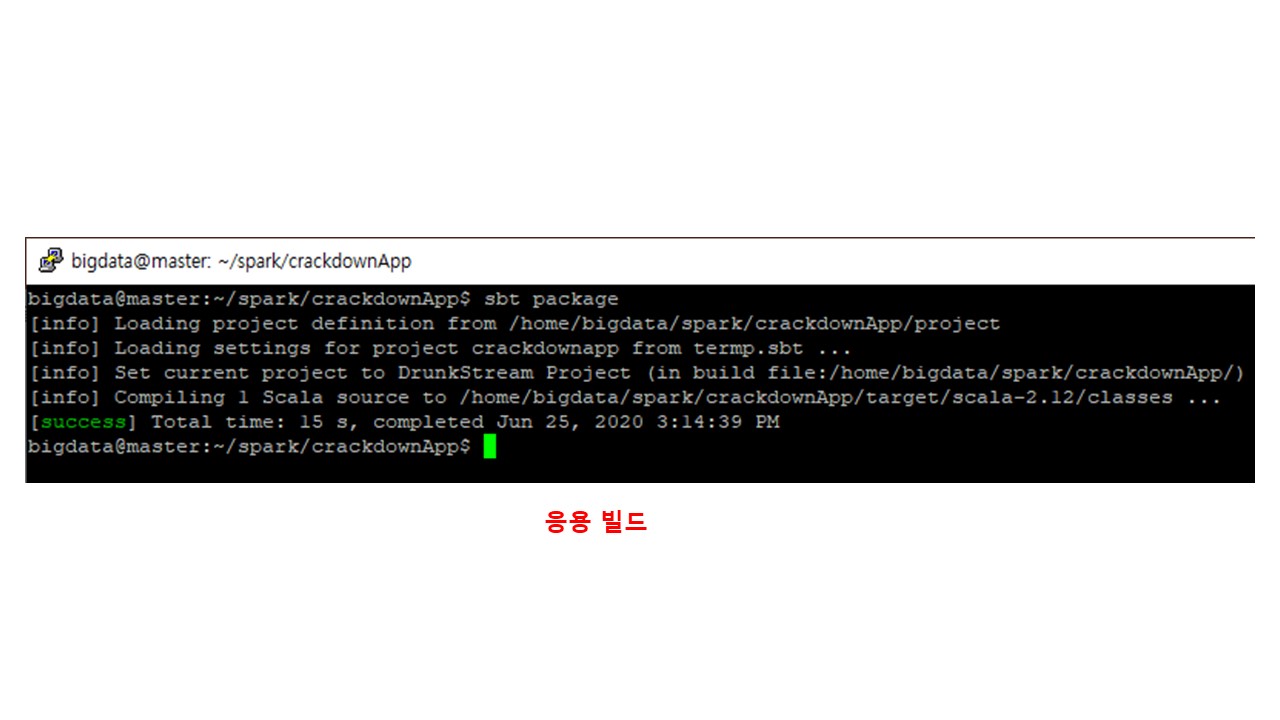 bigdata@master: ~/spark/crackdownApp
bigdata@master:~/spark/crackdownApp$ sbt package
[info] Loading project definition from /home/bigdata/spark/crackdownApp/project
[info] Loading settings for project crackdownapp from termp.sbt ...
[info] Set current project to DrunkStream Project (in build file:/home/bigdata/spark/crackdownApp/)
[info] Compiling 1 Scala source to /home/bigdata/spark/crackdownApp/target/scala-2.12/classes ...
[success] Total time: 15 s, completed Jun 25, 2020 3:14:39 PM
bigdata@master:~/spark/crackdownApp$
응용 빌드